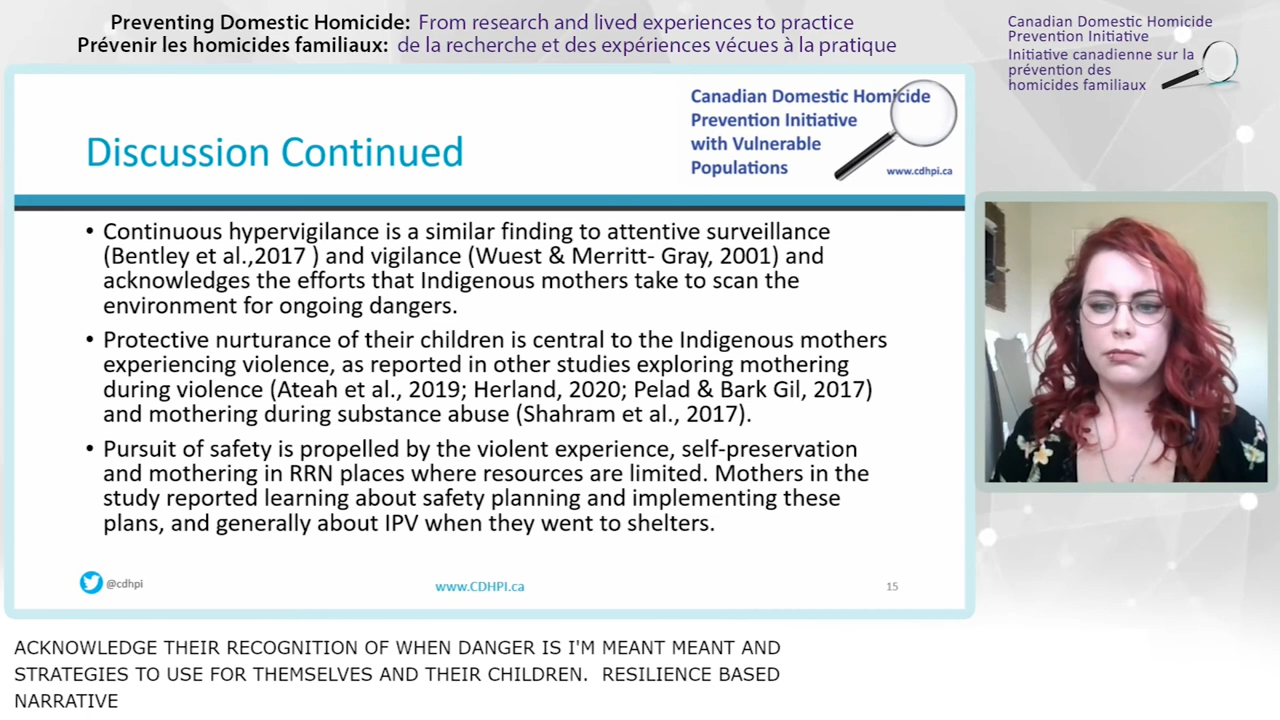 Preventing Domestic Homicide: From research and lived experiences to practice
Prévenir les homicides familiaux: de la recherche et des expériences vécues à la pratique
Canadian Domestic Homicide
Prevention Initiative
Initiative canadienne sur la
prévention des
homicides familiaux
Canadian Domestic Homicide
Prevention Initiative
with Vulnerable
Populations
www.cdhpi.ca
Discussion Continued
• Continuous hypervigilance is a similar finding to attentive surveillance
(Bentley et al.,2017 ) and vigilance (Wuest & Merritt- Gray, 2001) and
acknowledges the efforts that Indigenous mothers take to scan the
environment for ongoing dangers.
• Protective nurturance of their children is central to the Indigenous mothers
experiencing violence, as reported in other studies exploring mothering
during violence (Ateah et al., 2019; Herland, 2020; Pelad & Bark Gil, 2017)
and mothering during substance abuse (Shahram et al., 2017).
• Pursuit of safety is propelled by the violent experience, self-preservation
and mothering in RRN places where resources are limited. Mothers in the
study reported learning about safety planning and implementing these
plans, and generally about IPV when they went to shelters.
@cdhpi
www.CDHPI.ca
15
ACKNOWLEDGE THEIR RECOGNITION OF WHEN DANGER IS I'M MEANT MEANT AND
STRATEGIES TO USE FOR THEMSELVES AND THEIR CHILDREN.  RESILIENCE BASED
NARRATIVE